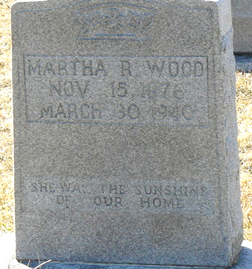 MARTHA R. WOOD
NOV. 15, 1876
MARCH 30, 1940
SHE WAS THE SUNSHINE
OF OUR HOME